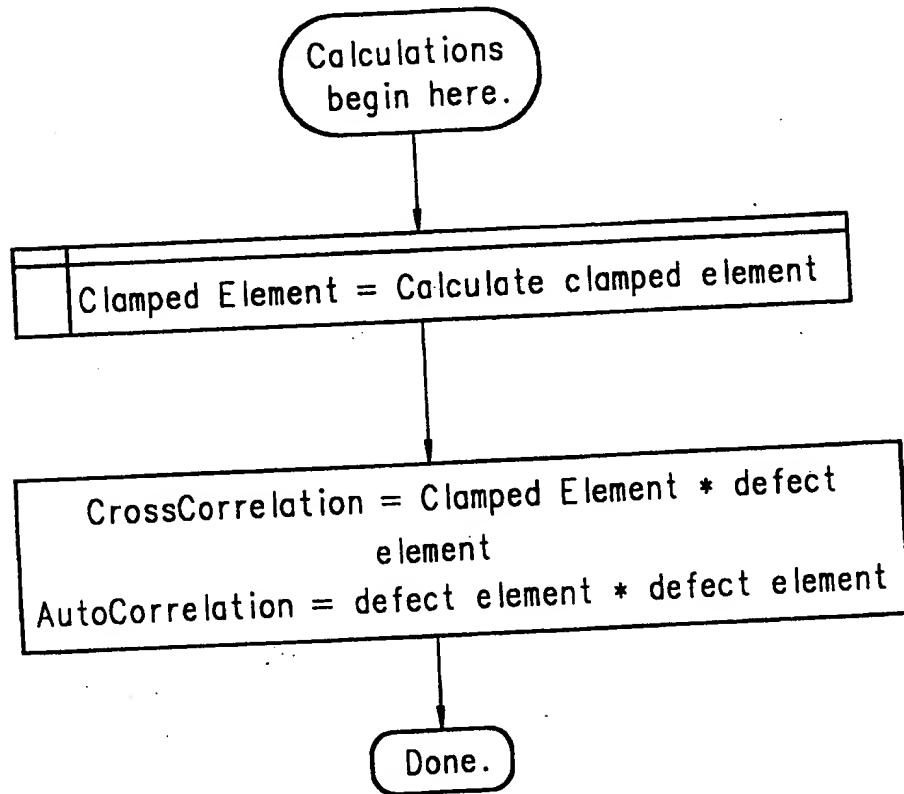 Calculations
begin here.
Clamped Element = Calculate clamped element
CrossCorrelation = Clamped Element * defect
element
AutoCorrelation = defect element * defect element
Done.